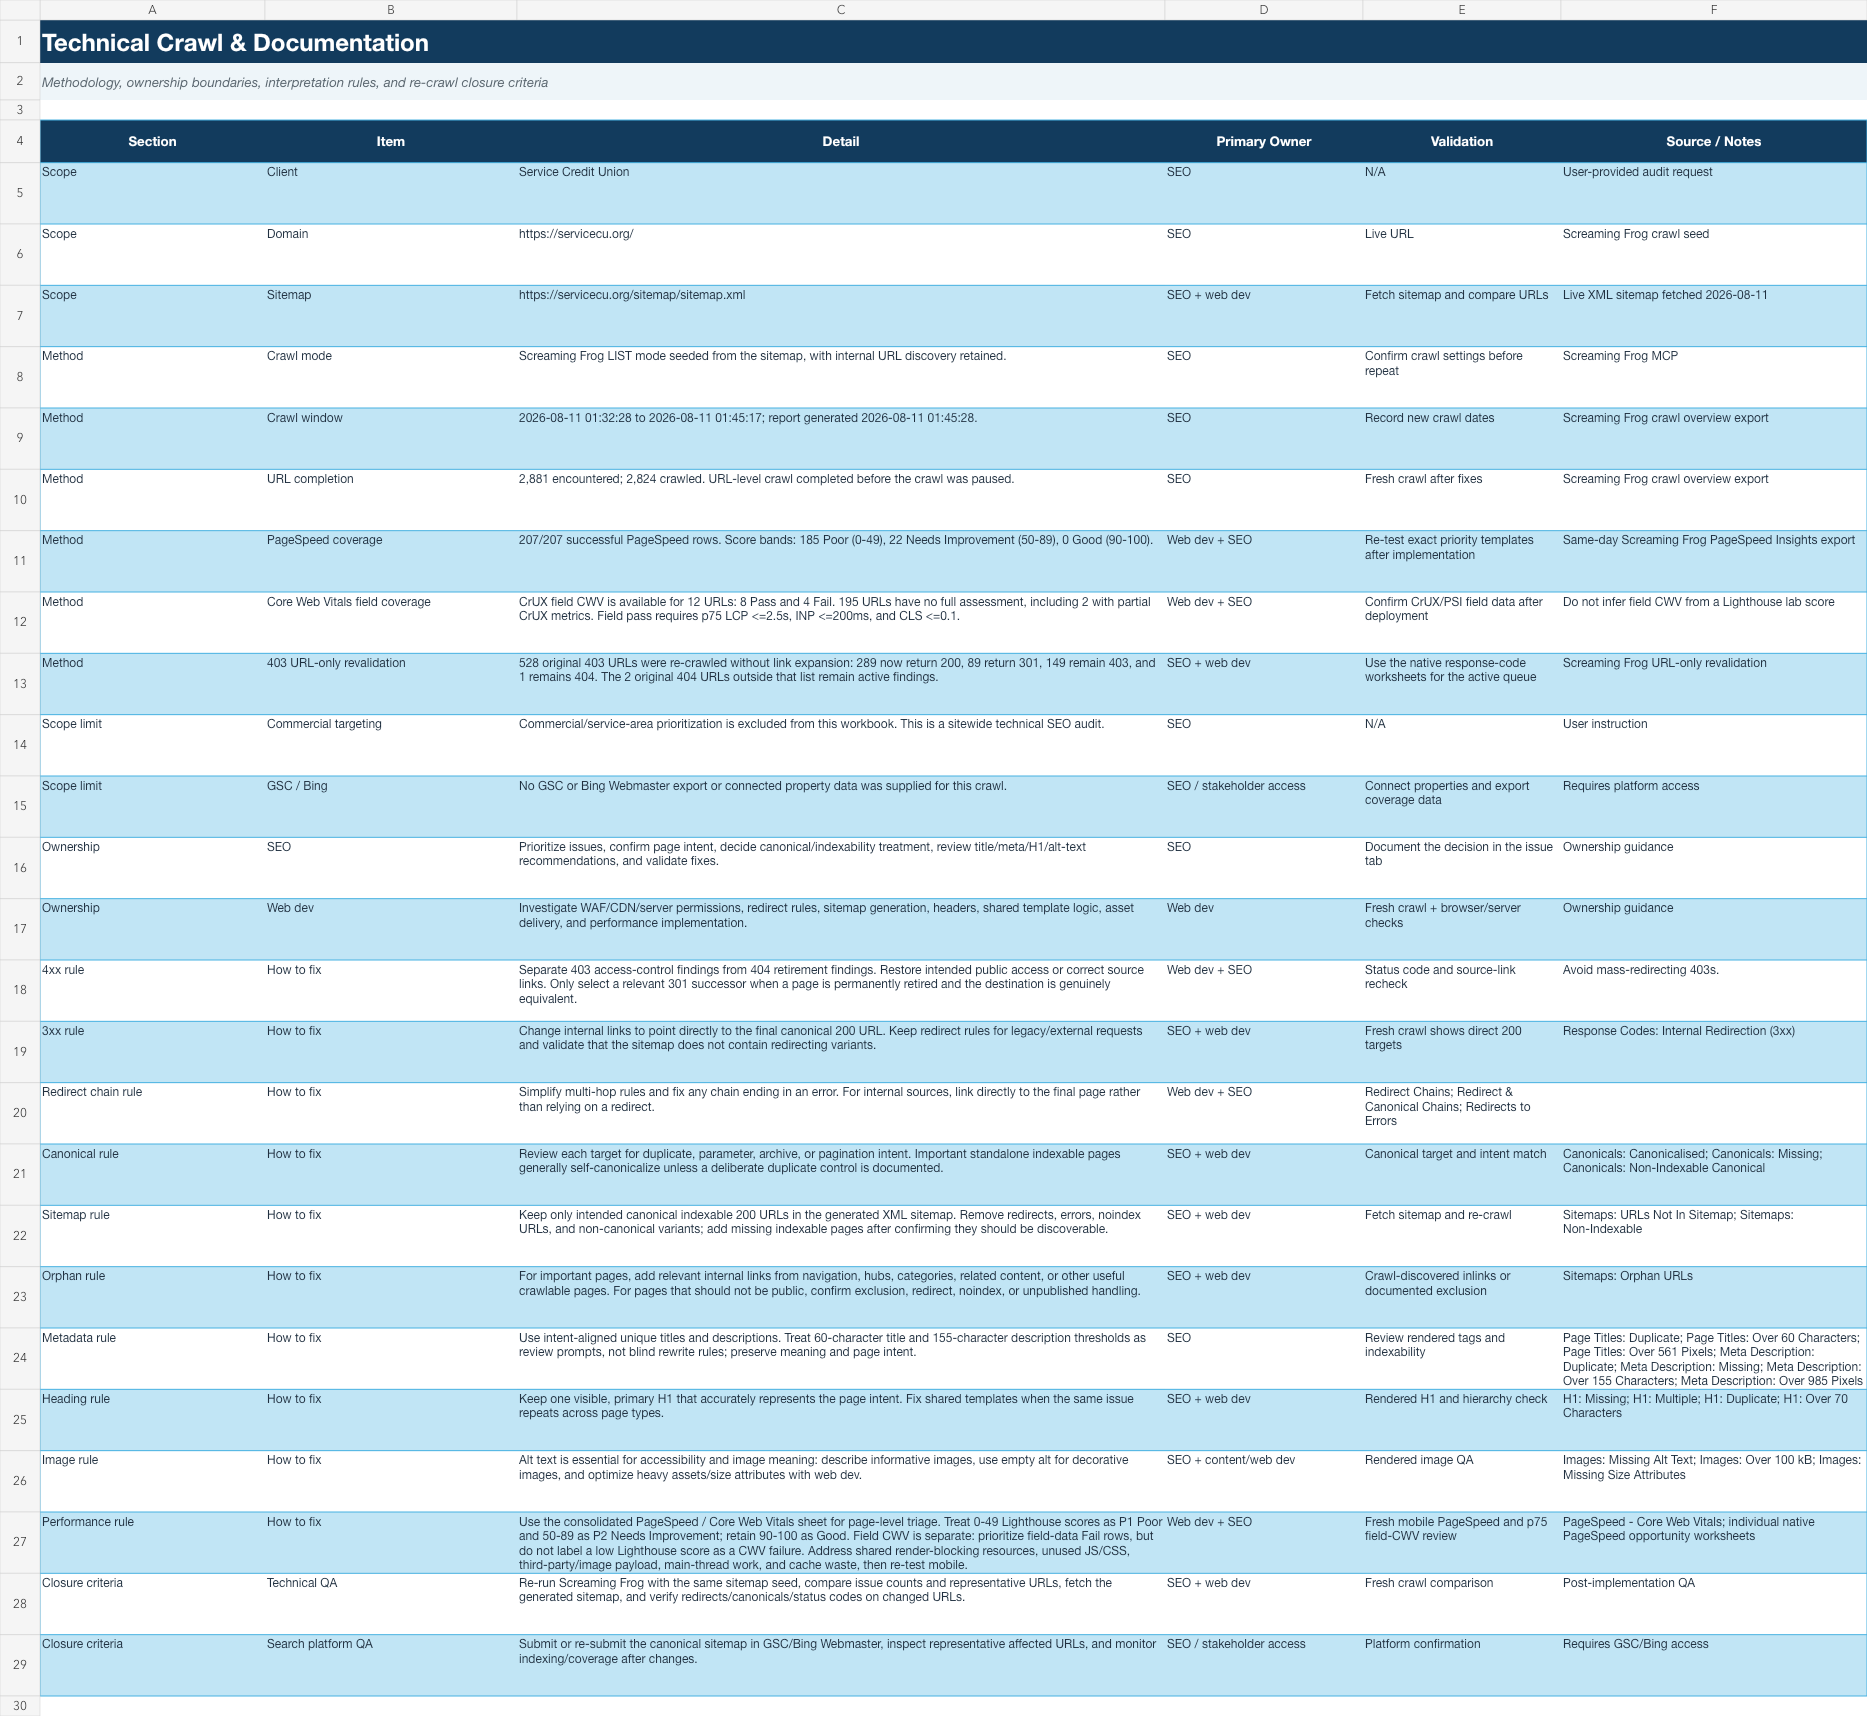 A B C D E F
1 Technical Crawl & Documentation
2 Methodology, ownership boundaries, interpretation rules, and re-crawl closure criteria
3
4 Section Item Detail Primary Owner Validation Source / Notes
5 Scope Client Service Credit Union SEO N/A User-provided audit request
6 Scope Domain https://servicecu.org/ SEO Live URL Screaming Frog crawl seed
7 Scope Sitemap https://servicecu.org/sitemap/sitemap.xml SEO + web dev Fetch sitemap and compare URLs Live XML sitemap fetched 2026-08-11
8 Method Crawl mode Screaming Frog LIST mode seeded from the sitemap, with internal URL discovery retained. SEO Confirm crawl settings before
repeat
Screaming Frog MCP
9 Method Crawl window 2026-08-11 01:32:28 to 2026-08-11 01:45:17; report generated 2026-08-11 01:45:28. SEO Record new crawl dates Screaming Frog crawl overview export
10 Method URL completion 2,881 encountered; 2,824 crawled. URL-level crawl completed before the crawl was paused. SEO Fresh crawl after fixes Screaming Frog crawl overview export
11 Method PageSpeed coverage 207/207 successful PageSpeed rows. Score bands: 185 Poor (0-49), 22 Needs Improvement (50-89), 0 Good (90-100). Web dev + SEO Re-test exact priority templates
after implementation
Same-day Screaming Frog PageSpeed Insights export
12 Method Core Web Vitals field coverage CrUX field CWV is available for 12 URLs: 8 Pass and 4 Fail. 195 URLs have no full assessment, including 2 with partial
CrUX metrics. Field pass requires p75 LCP <=2.5s, INP <=200ms, and CLS <=0.1.
Web dev + SEO Confirm CrUX/PSI field data after
deployment
Do not infer field CWV from a Lighthouse lab score
13 Method 403 URL-only revalidation 528 original 403 URLs were re-crawled without link expansion: 289 now return 200, 89 return 301, 149 remain 403, and
1 remains 404. The 2 original 404 URLs outside that list remain active findings.
SEO + web dev Use the native response-code
worksheets for the active queue
Screaming Frog URL-only revalidation
14 Scope limit Commercial targeting Commercial/service-area prioritization is excluded from this workbook. This is a sitewide technical SEO audit. SEO N/A User instruction
15 Scope limit GSC / Bing No GSC or Bing Webmaster export or connected property data was supplied for this crawl. SEO / stakeholder access Connect properties and export
coverage data
Requires platform access
16 Ownership SEO Prioritize issues, confirm page intent, decide canonical/indexability treatment, review title/meta/H1/alt-text
recommendations, and validate fixes.
SEO Document the decision in the issue
tab
Ownership guidance
17 Ownership Web dev Investigate WAF/CDN/server permissions, redirect rules, sitemap generation, headers, shared template logic, asset
delivery, and performance implementation.
Web dev Fresh crawl + browser/server
checks
Ownership guidance
18 4xx rule How to fix Separate 403 access-control findings from 404 retirement findings. Restore intended public access or correct source
links. Only select a relevant 301 successor when a page is permanently retired and the destination is genuinely
equivalent.
Web dev + SEO Status code and source-link
recheck
Avoid mass-redirecting 403s.
19 3xx rule How to fix Change internal links to point directly to the final canonical 200 URL. Keep redirect rules for legacy/external requests
and validate that the sitemap does not contain redirecting variants.
SEO + web dev Fresh crawl shows direct 200
targets
Response Codes: Internal Redirection (3xx)
20 Redirect chain rule How to fix Simplify multi-hop rules and fix any chain ending in an error. For internal sources, link directly to the final page rather
than relying on a redirect.
Web dev + SEO Redirect Chains; Redirect &
Canonical Chains; Redirects to
Errors
21 Canonical rule How to fix Review each target for duplicate, parameter, archive, or pagination intent. Important standalone indexable pages
generally self-canonicalize unless a deliberate duplicate control is documented.
SEO + web dev Canonical target and intent match Canonicals: Canonicalised; Canonicals: Missing;
Canonicals: Non-Indexable Canonical
22 Sitemap rule How to fix Keep only intended canonical indexable 200 URLs in the generated XML sitemap. Remove redirects, errors, noindex
URLs, and non-canonical variants; add missing indexable pages after confirming they should be discoverable.
SEO + web dev Fetch sitemap and re-crawl Sitemaps: URLs Not In Sitemap; Sitemaps:
Non-Indexable
23 Orphan rule How to fix For important pages, add relevant internal links from navigation, hubs, categories, related content, or other useful
crawlable pages. For pages that should not be public, confirm exclusion, redirect, noindex, or unpublished handling.
SEO + web dev Crawl-discovered inlinks or
documented exclusion
Sitemaps: Orphan URLs
24 Metadata rule How to fix Use intent-aligned unique titles and descriptions. Treat 60-character title and 155-character description thresholds as
review prompts, not blind rewrite rules; preserve meaning and page intent.
SEO Review rendered tags and
indexability
Page Titles: Duplicate; Page Titles: Over 60 Characters;
Page Titles: Over 561 Pixels; Meta Description:
Duplicate; Meta Description: Missing; Meta Description:
Over 155 Characters; Meta Description: Over 985 Pixels
25 Heading rule How to fix Keep one visible, primary H1 that accurately represents the page intent. Fix shared templates when the same issue
repeats across page types.
SEO + web dev Rendered H1 and hierarchy check H1: Missing; H1: Multiple; H1: Duplicate; H1: Over 70
Characters
26 Image rule How to fix Alt text is essential for accessibility and image meaning: describe informative images, use empty alt for decorative
images, and optimize heavy assets/size attributes with web dev.
SEO + content/web dev Rendered image QA Images: Missing Alt Text; Images: Over 100 kB; Images:
Missing Size Attributes
27 Performance rule How to fix Use the consolidated PageSpeed / Core Web Vitals sheet for page-level triage. Treat 0-49 Lighthouse scores as P1 Poor
and 50-89 as P2 Needs Improvement; retain 90-100 as Good. Field CWV is separate: prioritize field-data Fail rows, but
do not label a low Lighthouse score as a CWV failure. Address shared render-blocking resources, unused JS/CSS,
third-party/image payload, main-thread work, and cache waste, then re-test mobile.
Web dev + SEO Fresh mobile PageSpeed and p75
field-CWV review
PageSpeed - Core Web Vitals; individual native
PageSpeed opportunity worksheets
28 Closure criteria Technical QA Re-run Screaming Frog with the same sitemap seed, compare issue counts and representative URLs, fetch the
generated sitemap, and verify redirects/canonicals/status codes on changed URLs.
SEO + web dev Fresh crawl comparison Post-implementation QA
29 Closure criteria Search platform QA Submit or re-submit the canonical sitemap in GSC/Bing Webmaster, inspect representative affected URLs, and monitor
indexing/coverage after changes.
SEO / stakeholder access Platform confirmation Requires GSC/Bing access
30